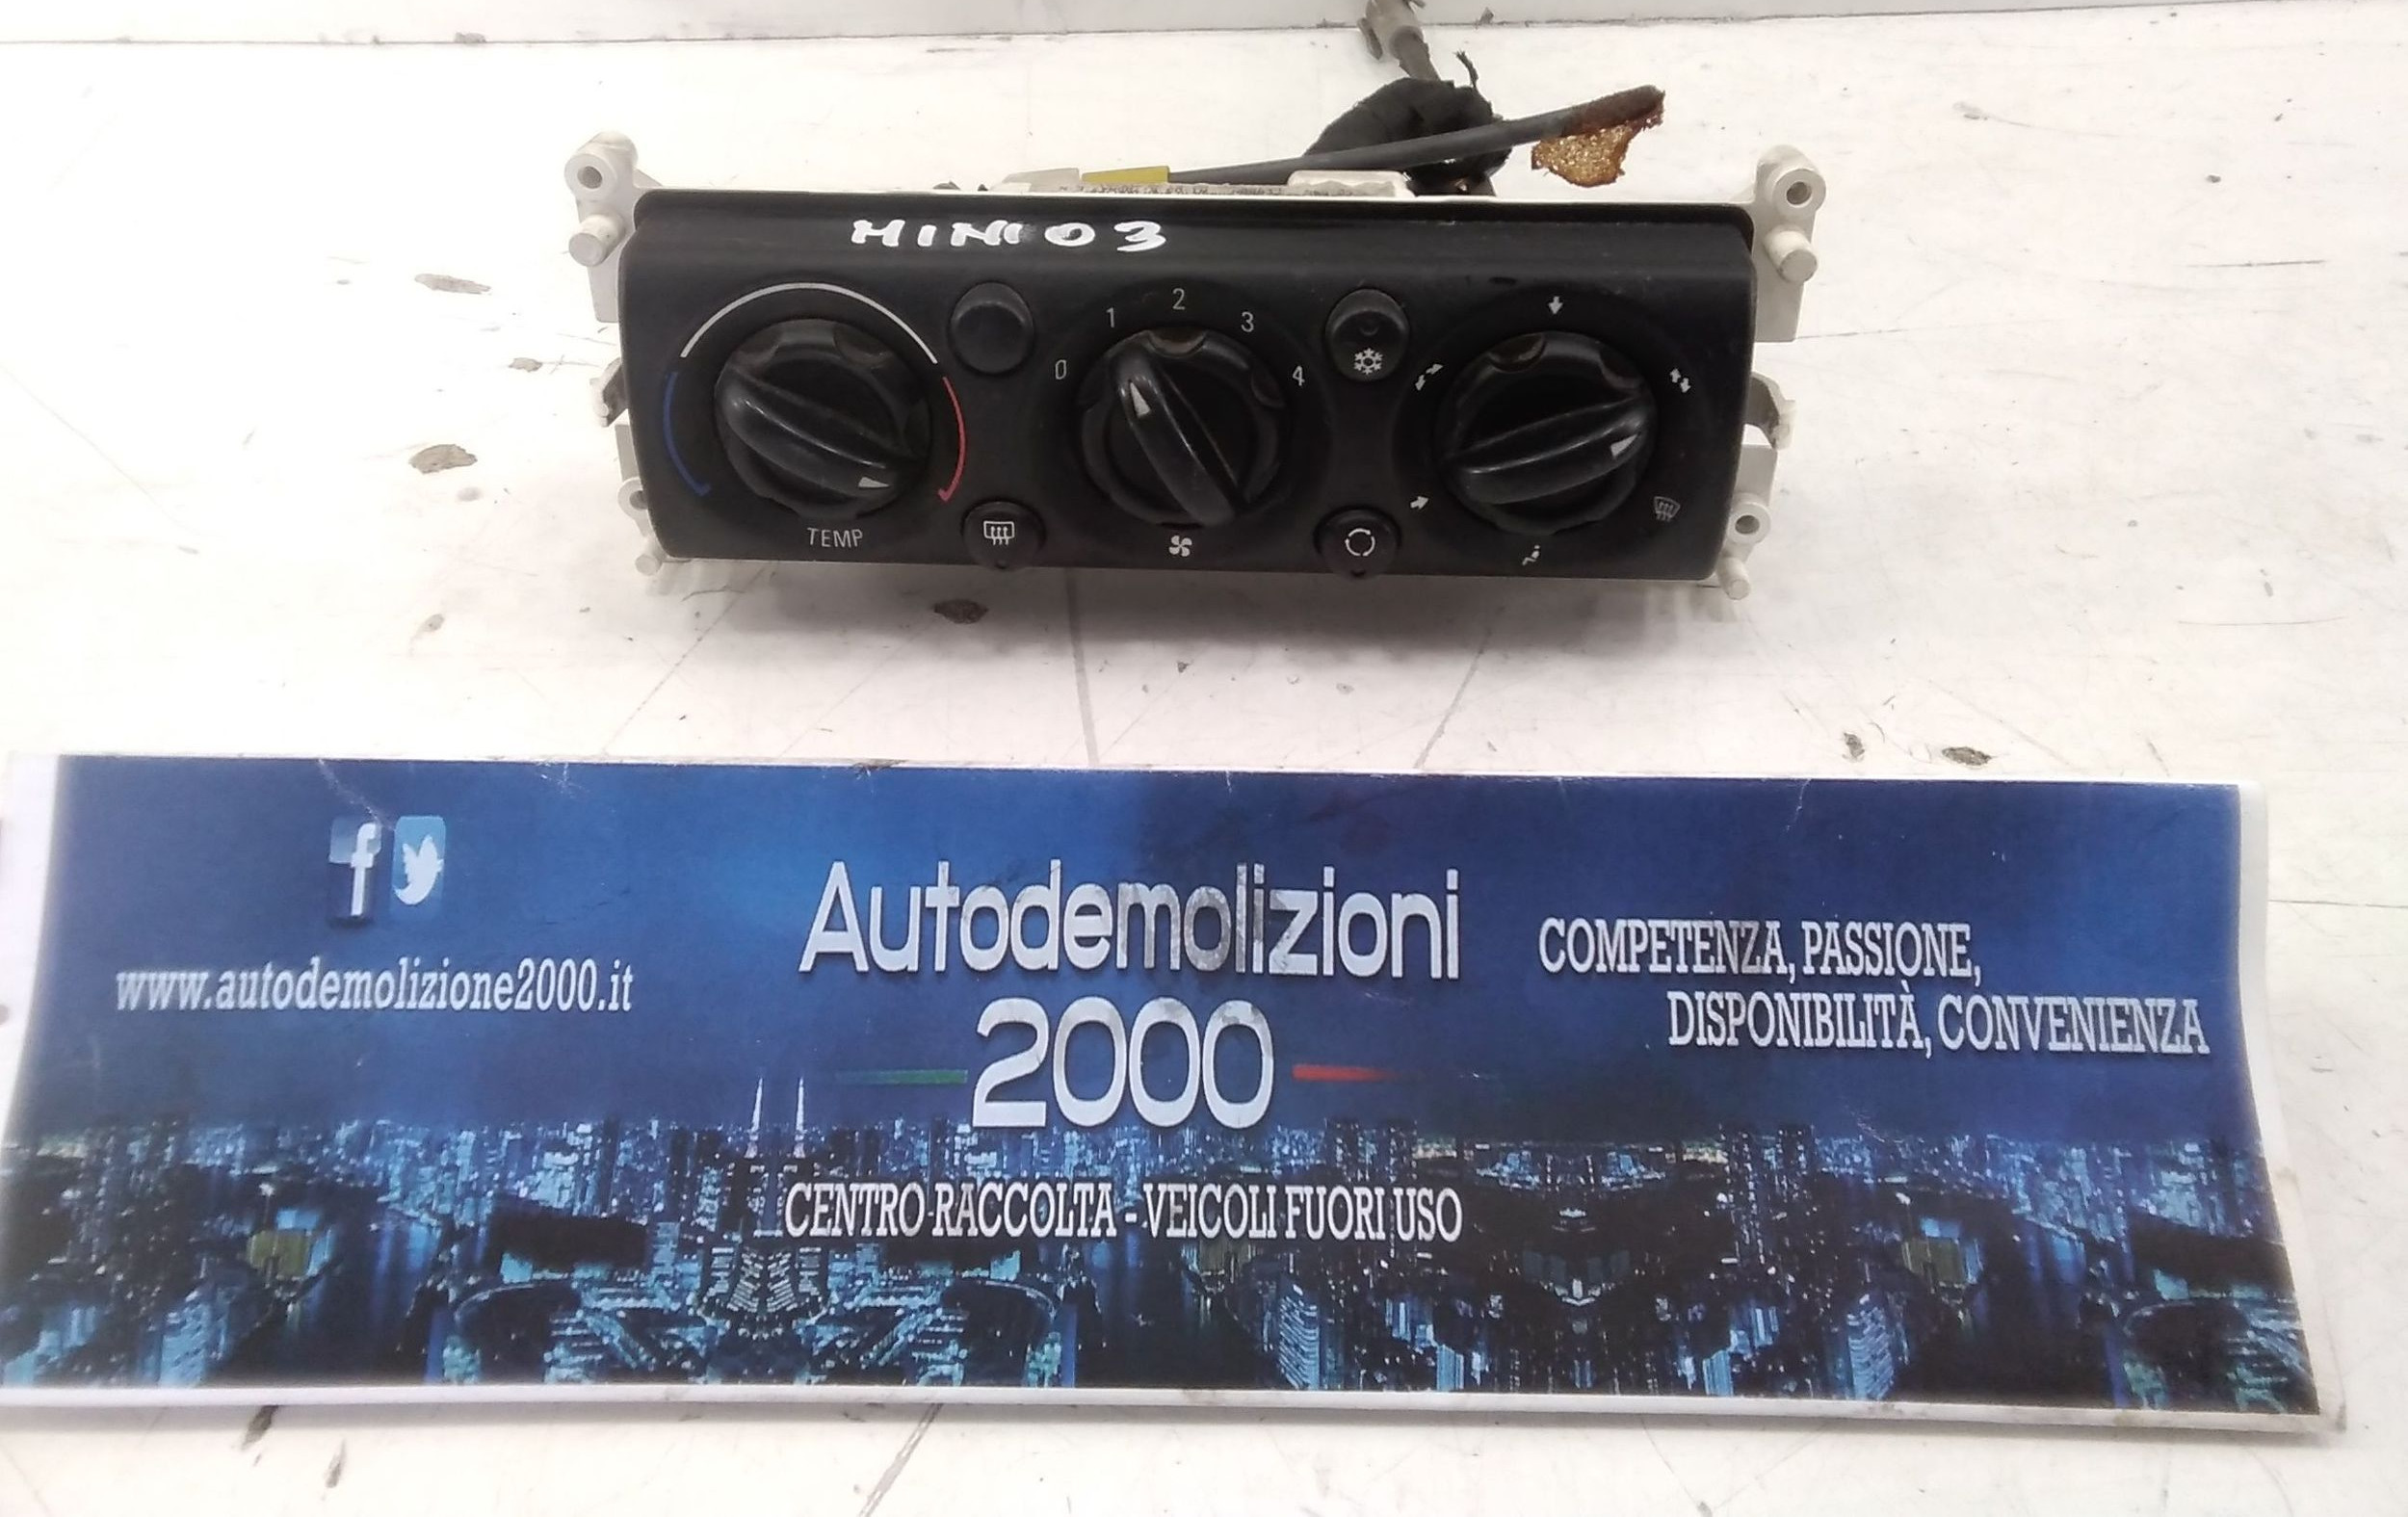 MINI 03
0 1 2 3 4
TEMP
f
www.autodemolizione2000.it
Autodemolizioni
2000
COMPETENZA, PASSIONE,
DISPONIBILITÀ, CONVENIENZA
CENTRO RACCOLTA - VEICOLI FUORI USO